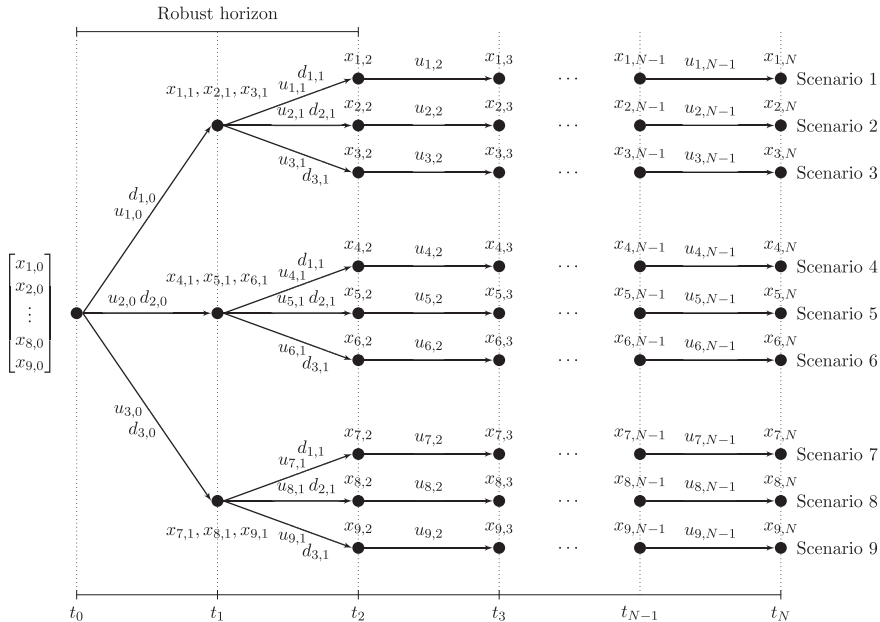 Robust horizon
x_{1,2} u_{1,2} x_{1,3} x_{1,N−1} u_{1,N−1} x_{1,N}
d_{1,1}
u_{1,1} ⋯ Scenario 1
x_{1,1}, x_{2,1}, x_{3,1}
x_{2,2} u_{2,2} x_{2,3} x_{2,N−1} u_{2,N−1} x_{2,N}
u_{2,1} d_{2,1} ⋯ Scenario 2
x_{3,2} u_{3,2} x_{3,3} x_{3,N−1} u_{3,N−1} x_{3,N}
u_{3,1}
d_{3,1} ⋯ Scenario 3
d_{1,0}
u_{1,0}
x_{4,2} u_{4,2} x_{4,3} x_{4,N−1} u_{4,N−1} x_{4,N}
d_{1,1}
x_{1,0} ⋯ Scenario 4
x_{4,1}, x_{5,1}, x_{6,1} u_{4,1}
x_{2,0} x_{5,2} u_{5,2} x_{5,3} x_{5,N−1} u_{5,N−1} x_{5,N}
u_{2,0} d_{2,0} u_{5,1} d_{2,1}
⋮ ⋯ Scenario 5
x_{8,0} x_{6,2} u_{6,2} x_{6,3} x_{6,N−1} u_{6,N−1} x_{6,N}
u_{6,1}
x_{9,0} d_{3,1} ⋯ Scenario 6
u_{3,0}
d_{3,0}
x_{7,2} u_{7,2} x_{7,3} x_{7,N−1} u_{7,N−1} x_{7,N}
d_{1,1}
u_{7,1} ⋯ Scenario 7
x_{8,2} u_{8,2} x_{8,3} x_{8,N−1} u_{8,N−1} x_{8,N}
u_{8,1} d_{2,1} ⋯ Scenario 8
x_{7,1}, x_{8,1}, x_{9,1}
x_{9,2} u_{9,2} x_{9,3} x_{9,N−1} u_{9,N−1} x_{9,N}
u_{9,1}
d_{3,1} ⋯ Scenario 9
t_0 t_1 t_2 t_3 t_{N−1} t_N